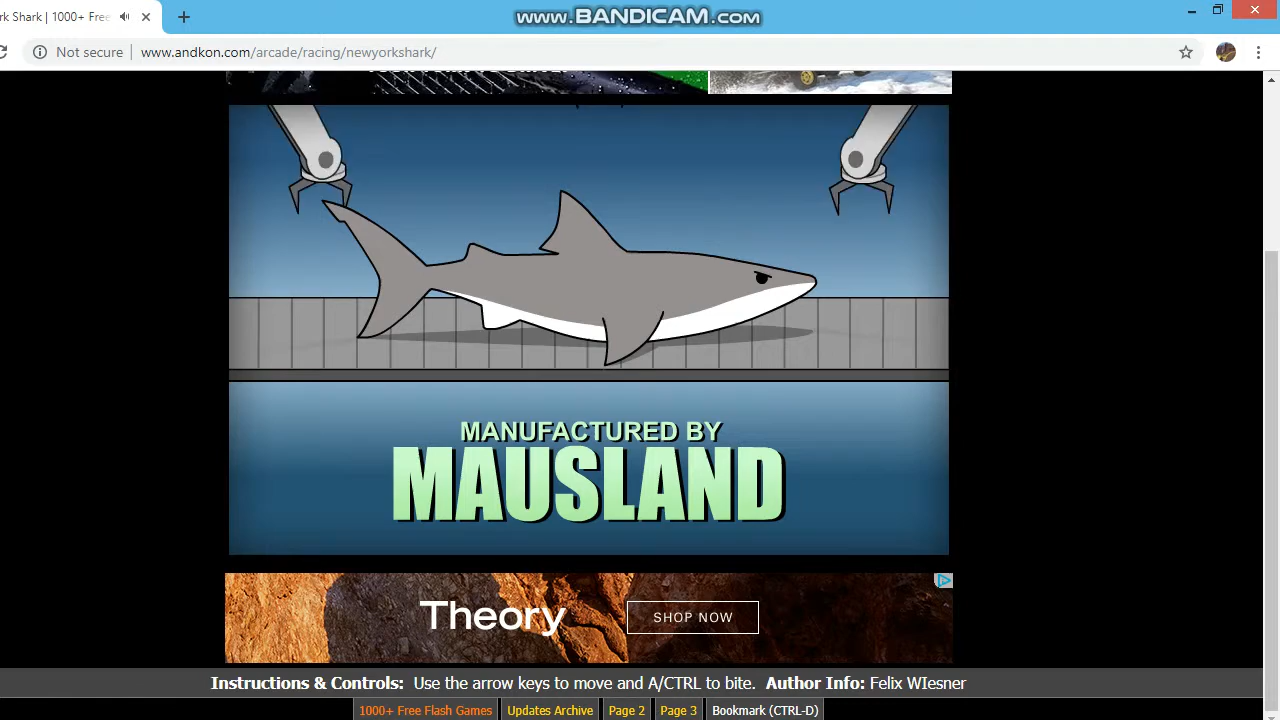 www.BANDICAM.com
rk Shark | 1000+ Free
Not secure | www.andkon.com/arcade/racing/newyorkshark/
MANUFACTURED BY
MAUSLAND
Theory SHOP NOW
Instructions & Controls: Use the arrow keys to move and A/CTRL to bite. Author Info: Felix WIesner
1000+ Free Flash Games Updates Archive Page 2 Page 3 Bookmark (CTRL-D)